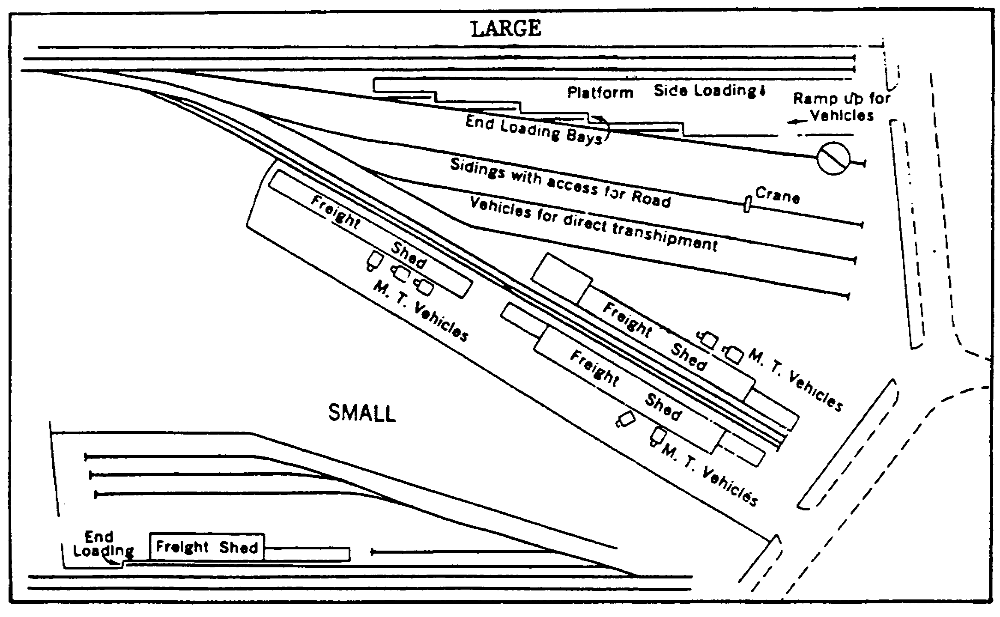 LARGE
Platform
Side Loading
Ramp up for
Vehicles
End Loading Bays
Sidings with access for Road
Vehicles for direct transhipment
Crane
Freight Shed
M. T. Vehicles
Freight Shed
M. T. Vehicles
Freight Shed
M. T. Vehicles
SMALL
End
Loading
Freight Shed